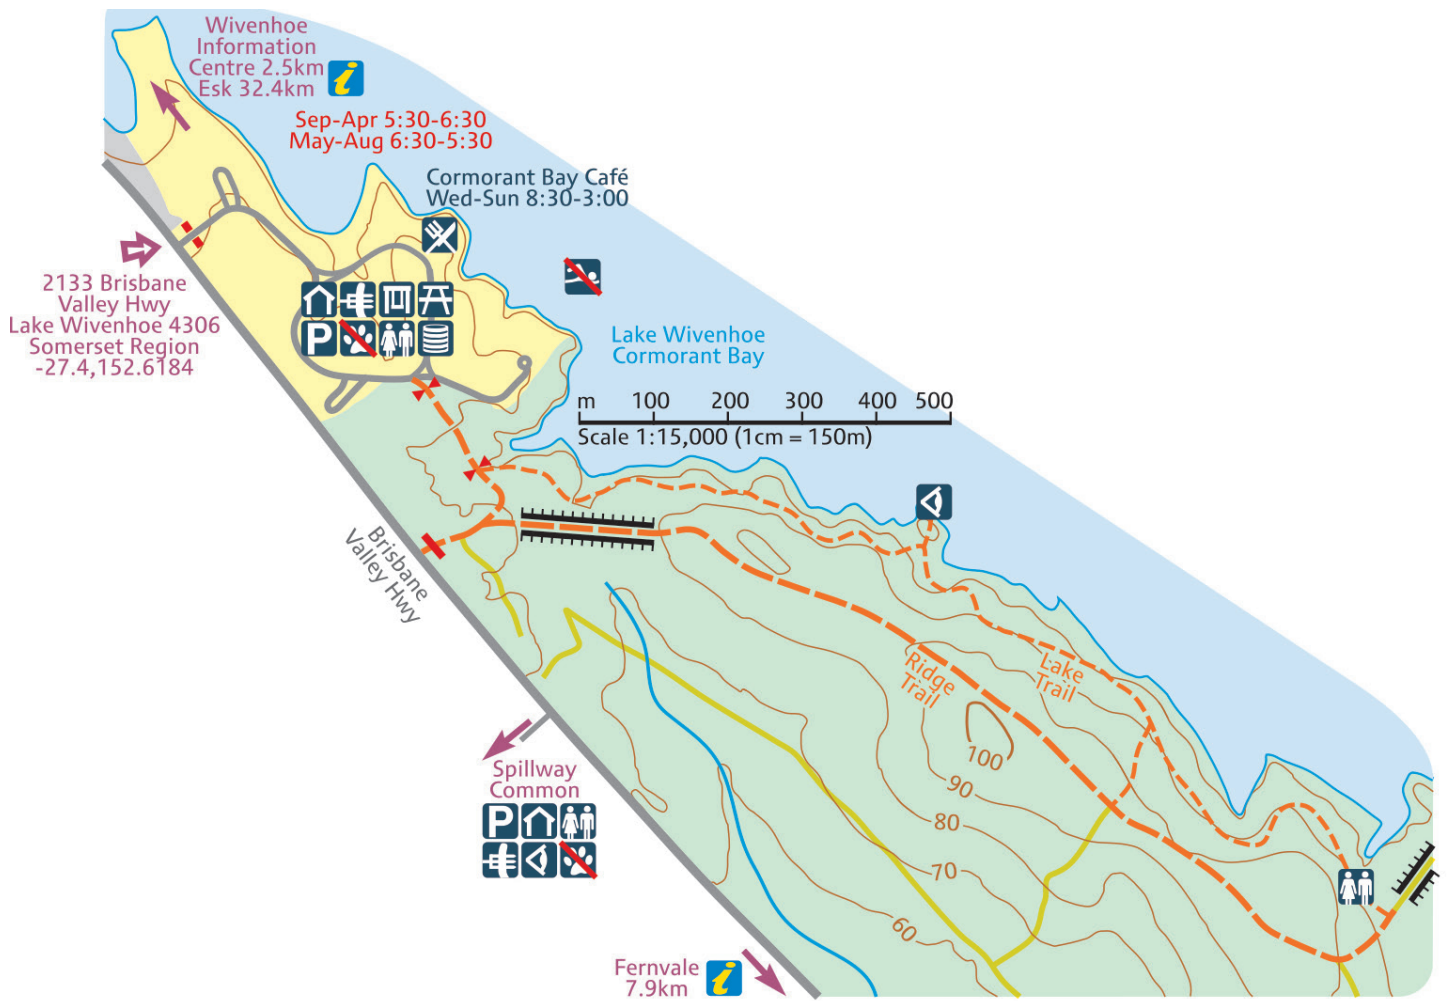 Wivenhoe
Information
Centre 2.5km
Esk 32.4km
i
Sep-Apr 5:30-6:30
May-Aug 6:30-5:30
Cormorant Bay Café
Wed-Sun 8:30-3:00
2133 Brisbane
Valley Hwy
Lake Wivenhoe 4306
Somerset Region
-27.4,152.6184
P
Lake Wivenhoe
Cormorant Bay
m 100 200 300 400 500
Scale 1:15,000 (1cm = 150m)
Brisbane
Valley Hwy
Ridge
Trail
Lake
Trail
100
90
80
70
60
Spillway
Common
P
Fernvale
7.9km
i